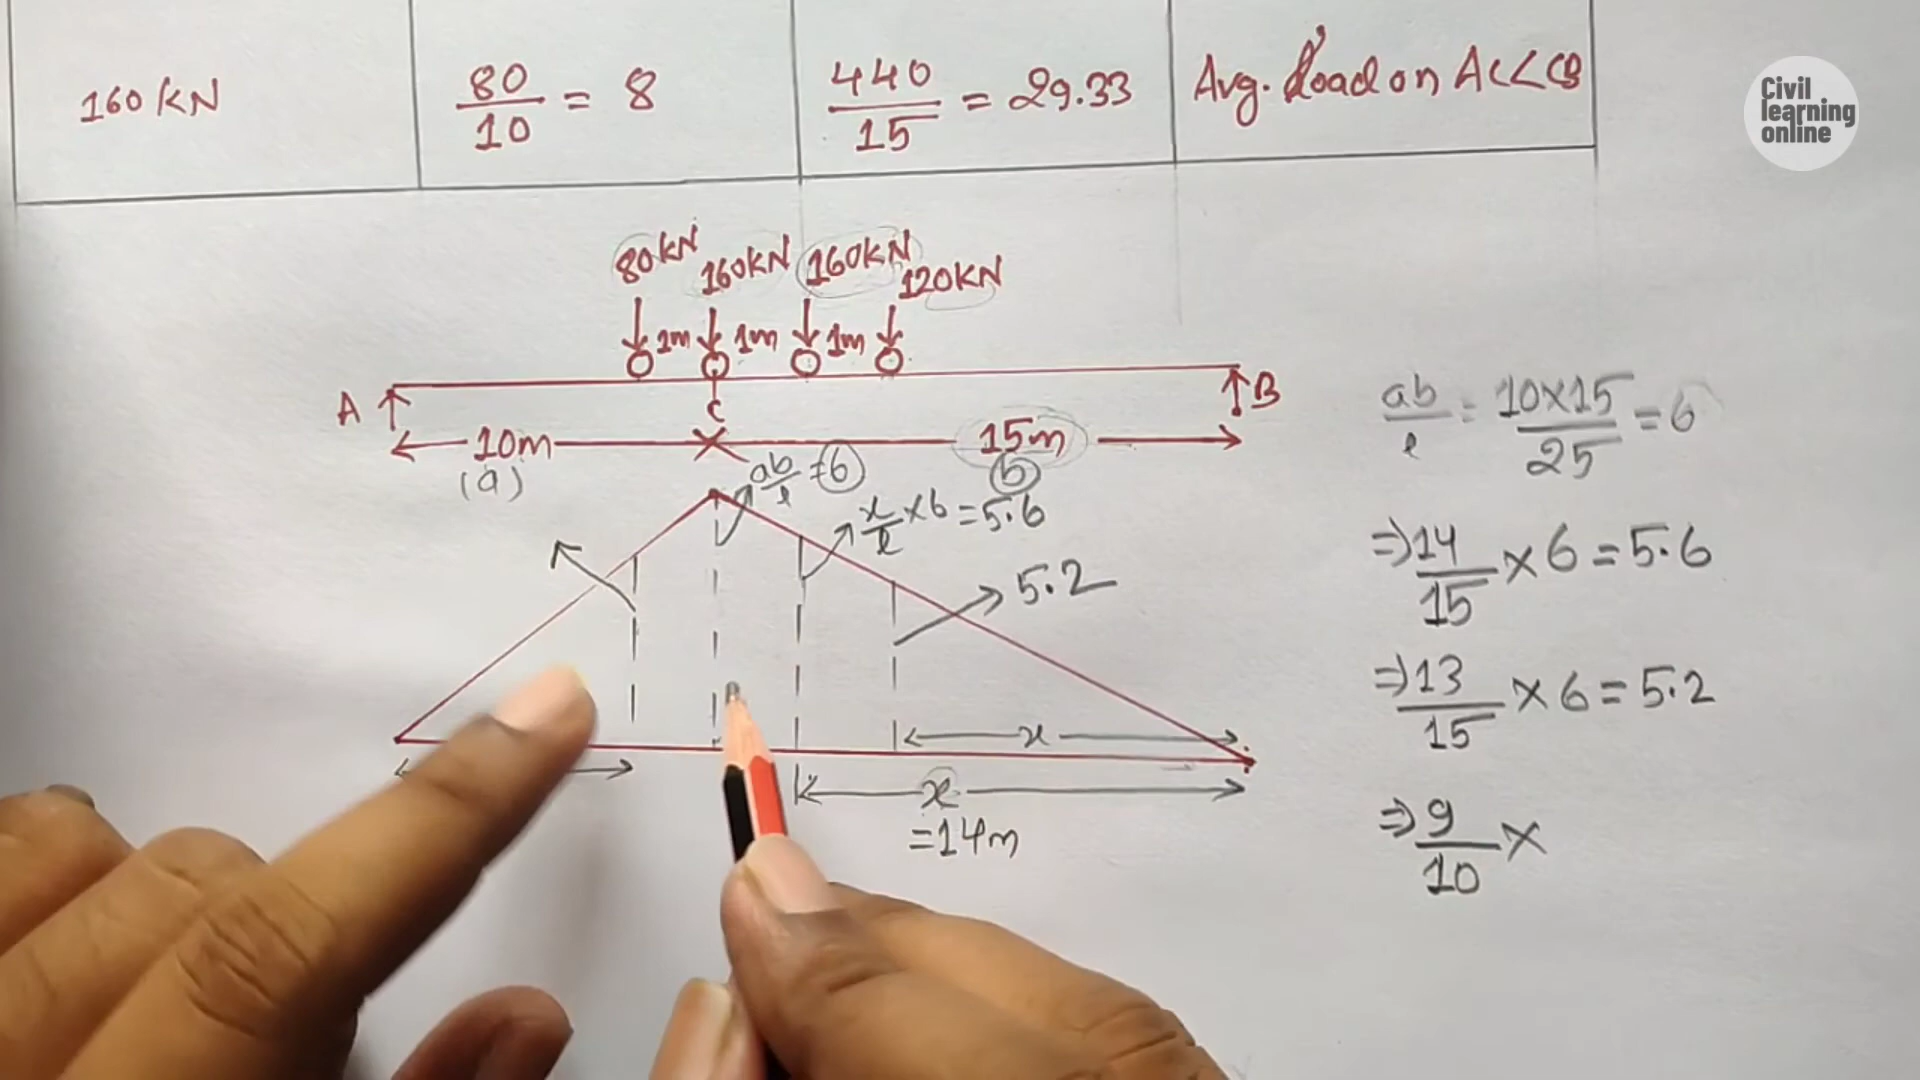 160KN
80/10 = 8
440/15 = 29.33
Avg. load on AC<CB
Civil
learning
online
80kN 160kN 160kN 120KN
1m 1m 1m
A C B
10m 15m
(a) b
ab/l = 6
x/l × 6 = 5.6
5.2
x
x
=14m
ab/l = 10×15/25 = 6
⇒ 14/15 × 6 = 5.6
⇒ 13/15 × 6 = 5.2
⇒ 9/10 ×